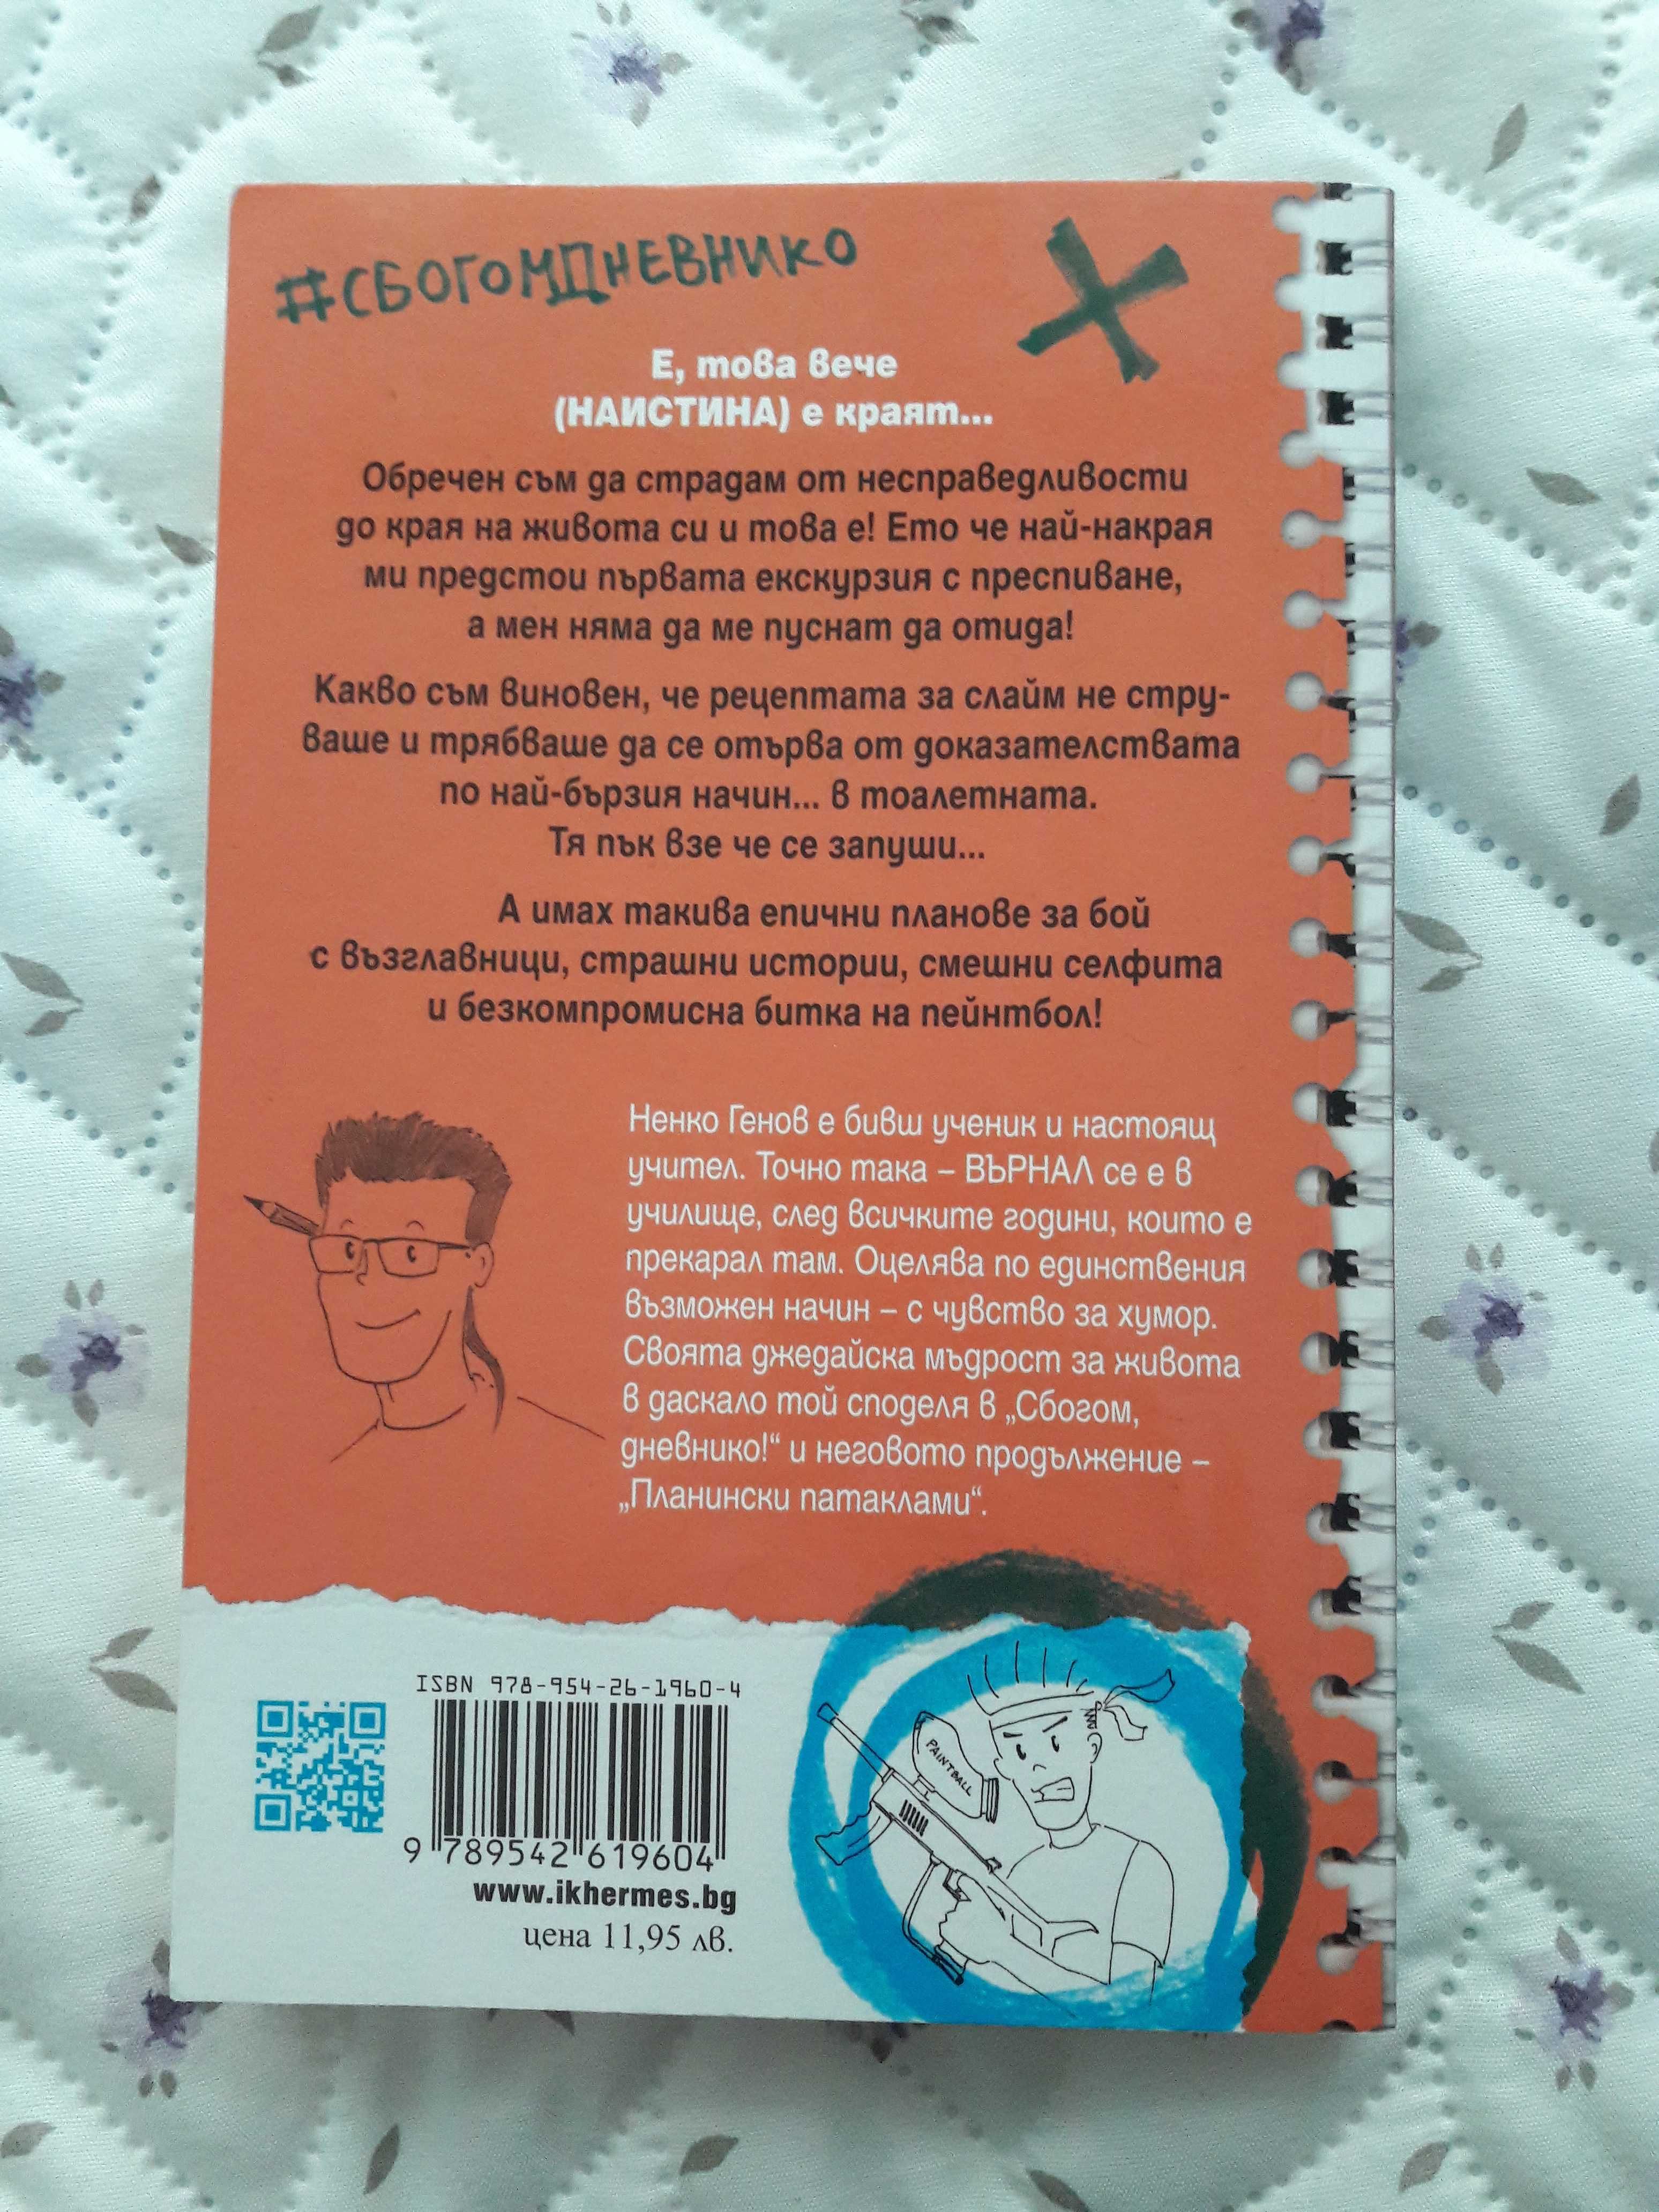 #СБОГОМДНЕВНИКО
Е, това вече
(НАИСТИНА) е краят...
Обречен съм да страдам от несправедливости
до края на живота си и това е! Ето че най-накрая
ми предстои първата екскурзия с преспиване,
а мен няма да ме пуснат да отида!
Какво съм виновен, че рецептата за слайм не стру-
ваше и трябваше да се отърва от доказателствата
по най-бързия начин... в тоалетната.
Тя пък взе че се запуши...
А имах такива епични планове за бой
с възглавници, страшни истории, смешни селфита
и безкомпромисна битка на пейнтбол!
Ненко Генов е бивш ученик и настоящ
учител. Точно така – ВЪРНАЛ се е в
училище, след всичките години, които е
прекарал там. Оцелява по единствения
възможен начин – с чувство за хумор.
Своята джедайска мъдрост за живота
в даскало той споделя в „Сбогом,
дневнико!“ и неговото продължение –
„Планински патаклами“.
ISBN 978-954-26-1960-4
9 789542 619604
www.ikhermes.bg
цена 11,95 лв.
PAINTBALL